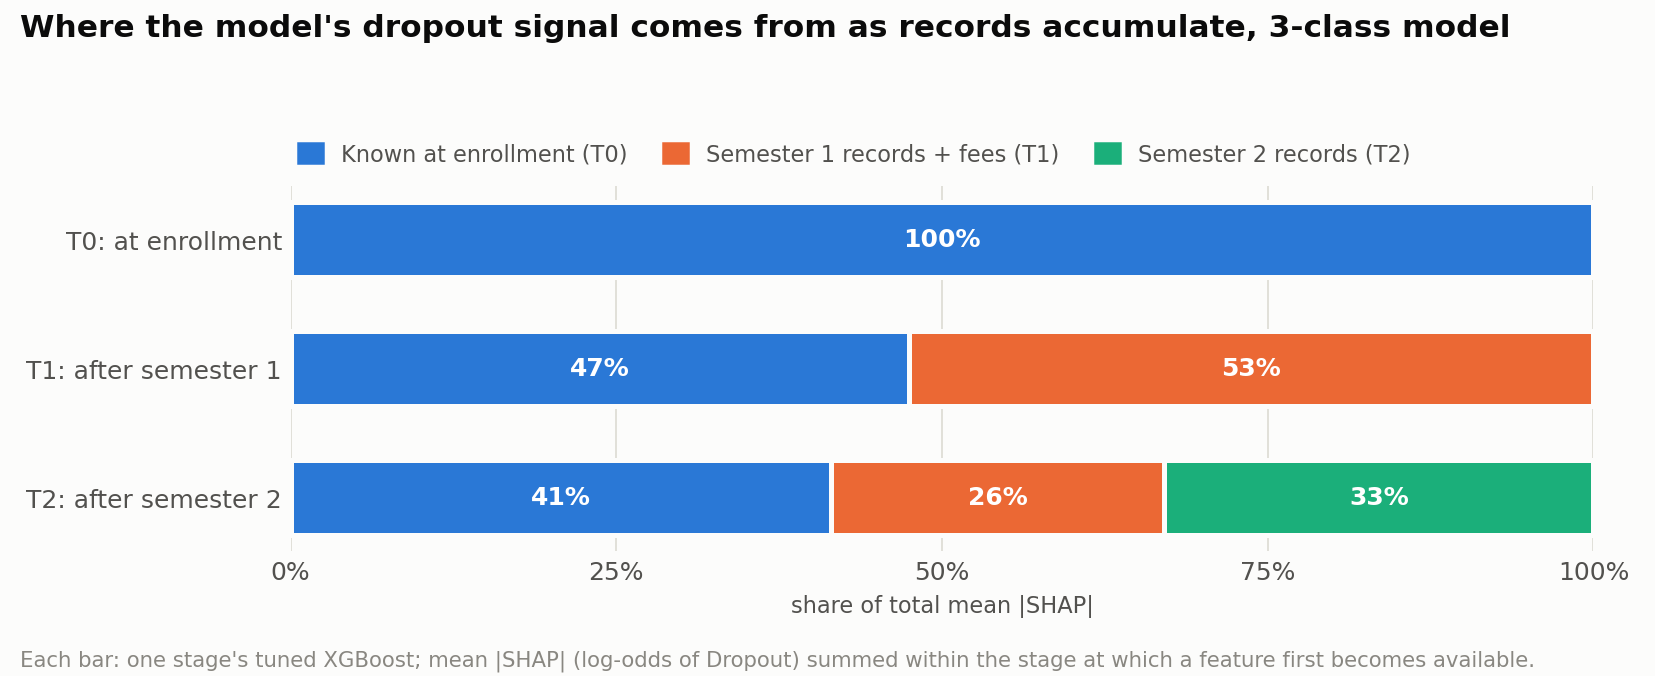 Where the model's dropout signal comes from as records accumulate, 3-class model
Known at enrollment (T0) Semester 1 records + fees (T1) Semester 2 records (T2)
T0: at enrollment 100%
T1: after semester 1 47% 53%
T2: after semester 2 41% 26% 33%
0% 25% 50% 75% 100%
share of total mean |SHAP|
Each bar: one stage's tuned XGBoost; mean |SHAP| (log-odds of Dropout) summed within the stage at which a feature first becomes available.